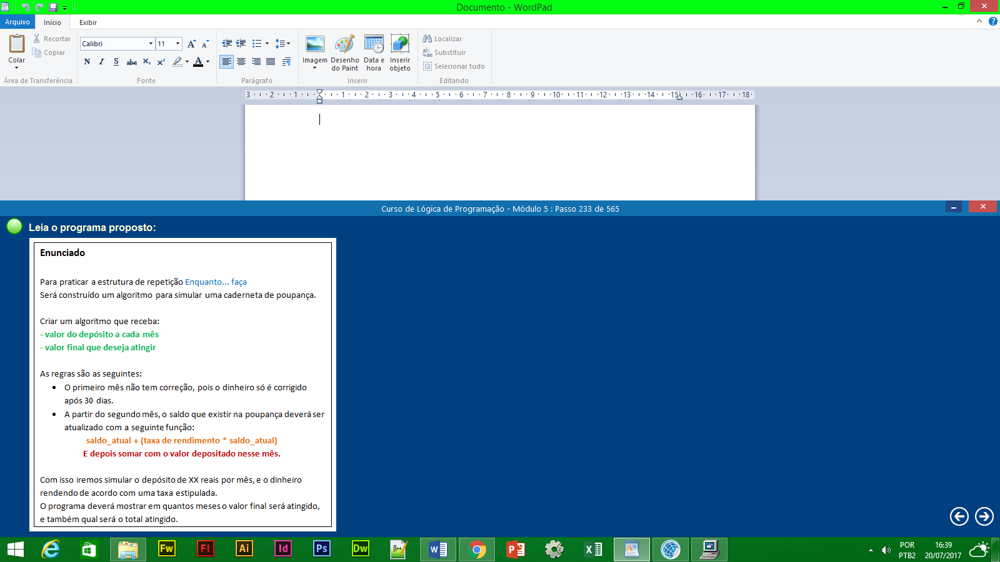 Documento - WordPad
Arquivo Início Exibir
Colar
Recortar
Copiar
Área de Transferência
Calibri 11
N I S abc X₂ X² A
Fonte
Parágrafo
Imagem
Desenho do Paint
Data e hora
Inserir objeto
Inserir
Localizar
Substituir
Selecionar tudo
Editando
3 2 1 1 2 3 4 5 6 7 8 9 10 11 12 13 14 15 16 17 18
Curso de Lógica de Programação - Módulo 5 : Passo 233 de 565
Leia o programa proposto:
Enunciado
Para praticar a estrutura de repetição Enquanto... faça
Será construído um algoritmo para simular uma caderneta de poupança.
Criar um algoritmo que receba:
- valor do depósito a cada mês
- valor final que deseja atingir
As regras são as seguintes:
• O primeiro mês não tem correção, pois o dinheiro só é corrigido
após 30 dias.
• A partir do segundo mês, o saldo que existir na poupança deverá ser
atualizado com a seguinte função:
saldo_atual + (taxa de rendimento * saldo_atual)
E depois somar com o valor depositado nesse mês.
Com isso iremos simular o depósito de XX reais por mês, e o dinheiro
rendendo de acordo com uma taxa estipulada.
O programa deverá mostrar em quantos meses o valor final será atingido,
e também qual será o total atingido.
Fw Fl Ai Id Ps Dw
POR
PTB2
16:39
20/07/2017